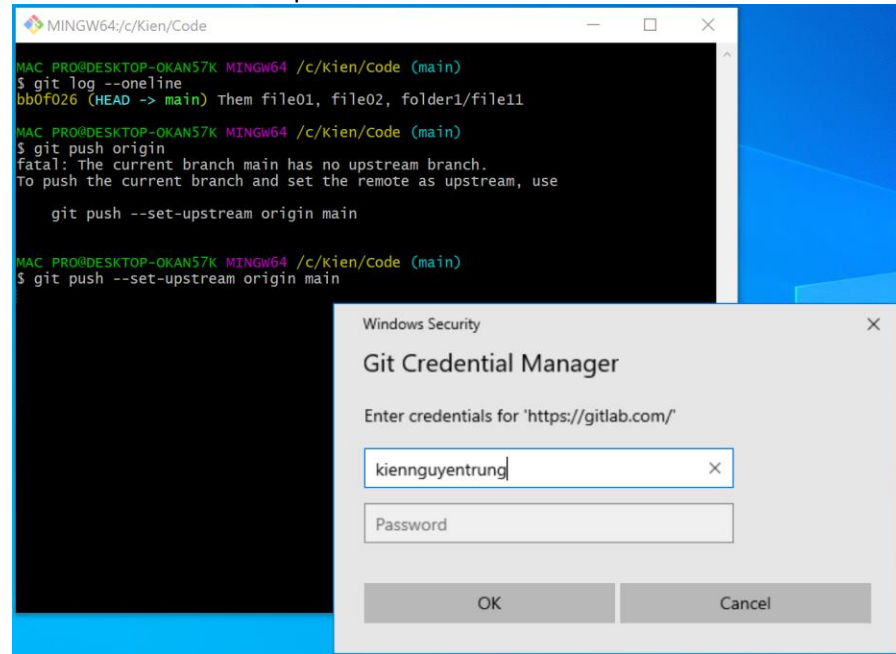 MINGW64:/c/Kien/Code
MAC PRO@DESKTOP-OKAN57K MINGW64 /c/Kien/Code (main)
$ git log --oneline
bb0f026 (HEAD -> main) Them file01, file02, folder1/file11
MAC PRO@DESKTOP-OKAN57K MINGW64 /c/Kien/Code (main)
$ git push origin
fatal: The current branch main has no upstream branch.
To push the current branch and set the remote as upstream, use
git push --set-upstream origin main
MAC PRO@DESKTOP-OKAN57K MINGW64 /c/Kien/Code (main)
$ git push --set-upstream origin main
Windows Security
Git Credential Manager
Enter credentials for 'https://gitlab.com/'
kiennguyentrung
Password
OK Cancel